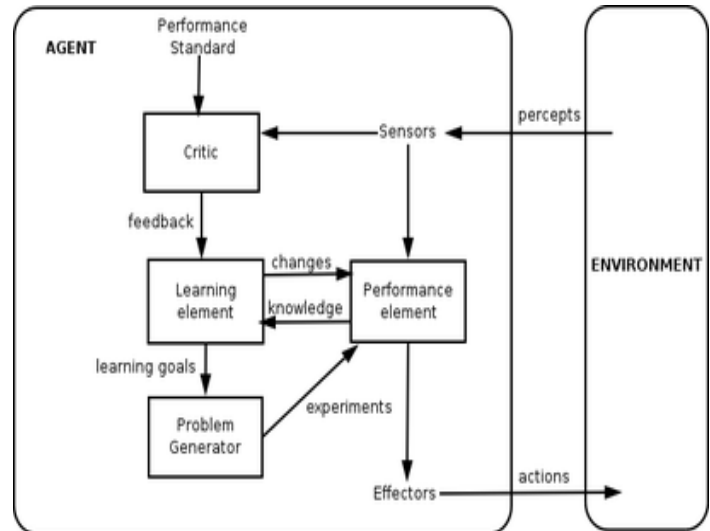 Performance
Standard
AGENT
percepts
Sensors
Critic
feedback
changes
ENVIRONMENT
Learning
element
Performance
element
knowledge
learning goals
experiments
Problem
Generator
actions
Effectors